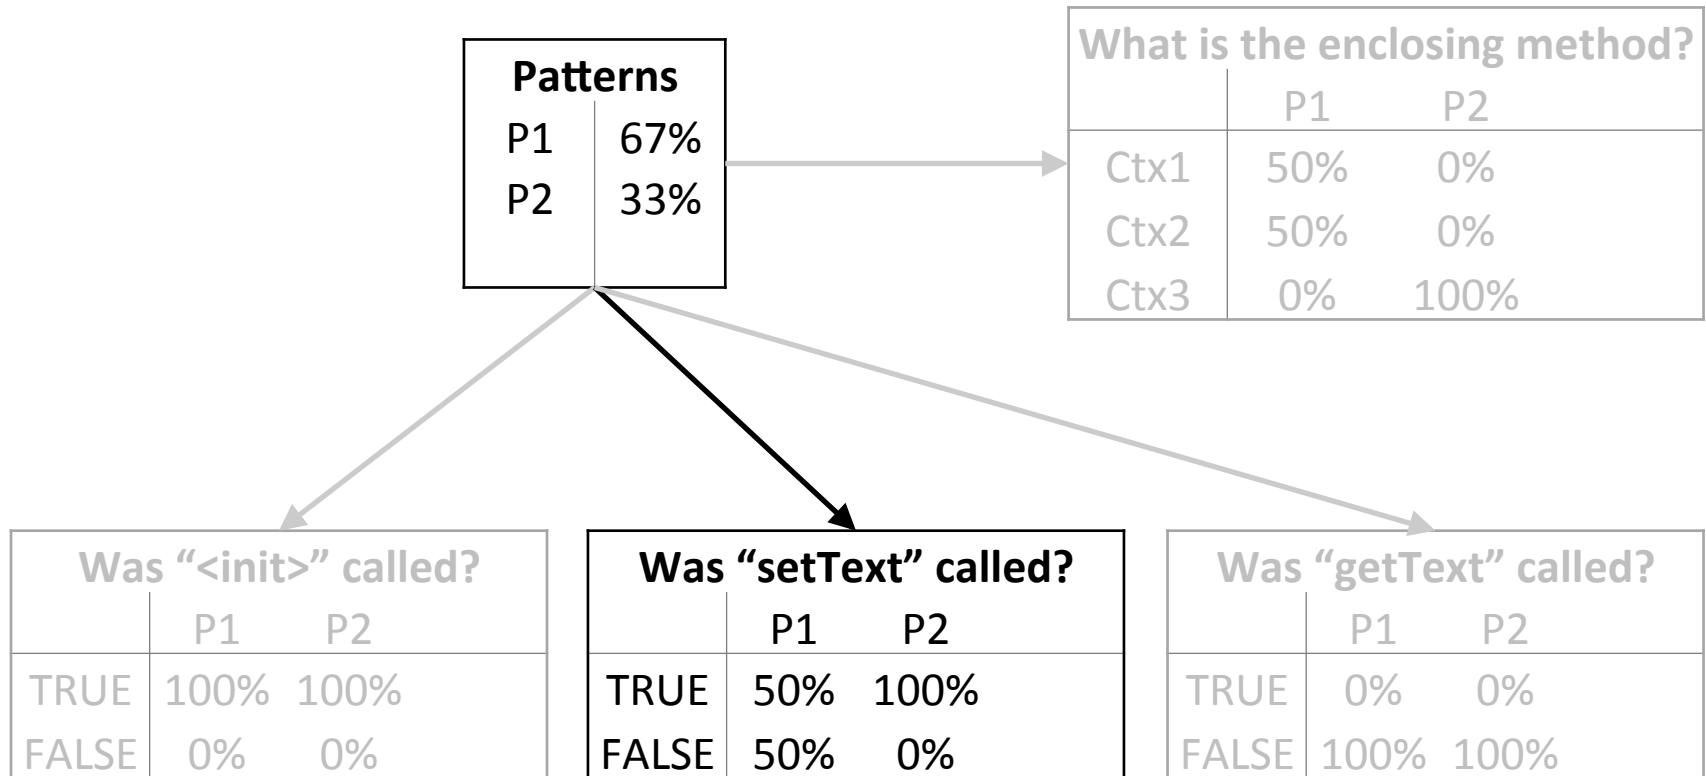 Patterns
P1 67%
P2 33%
What is the enclosing method?
P1 P2
Ctx1 50% 0%
Ctx2 50% 0%
Ctx3 0% 100%
Was “<init>” called?
P1 P2
TRUE 100% 100%
FALSE 0% 0%
Was “setText” called?
P1 P2
TRUE 50% 100%
FALSE 50% 0%
Was “getText” called?
P1 P2
TRUE 0% 0%
FALSE 100% 100%